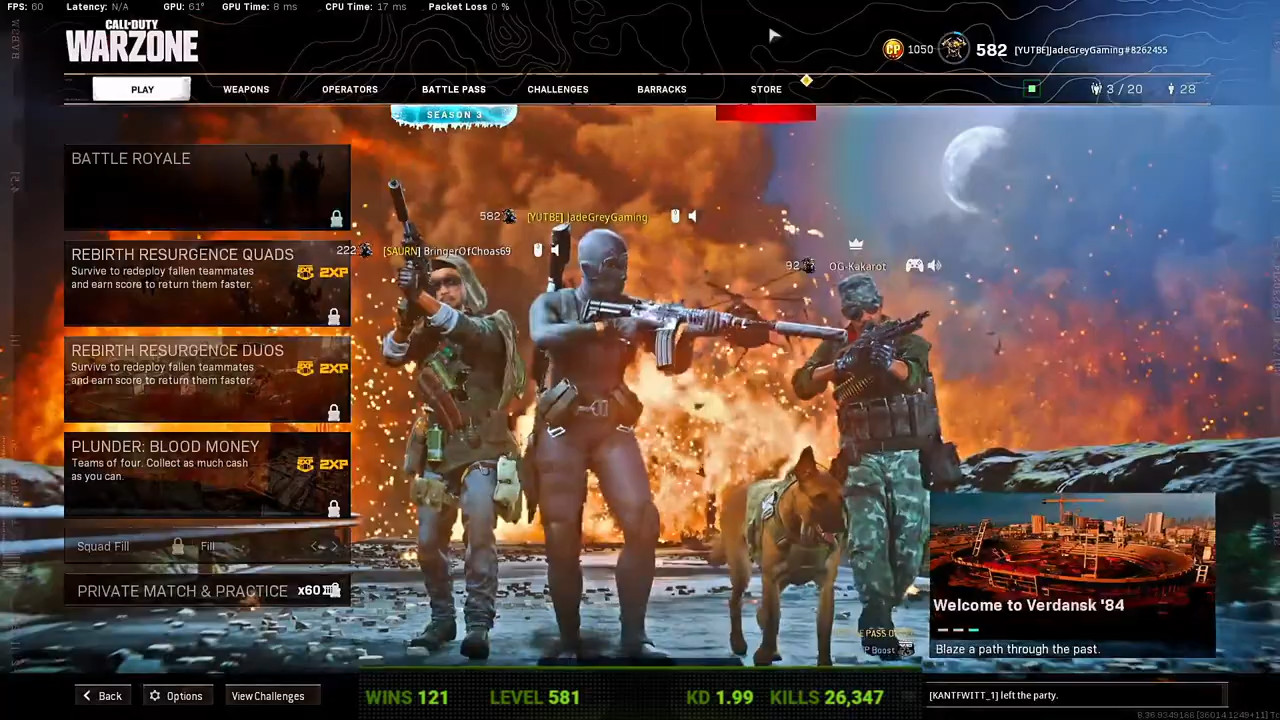 FPS: 60 Latency: N/A GPU: 61° GPU Time: 8 ms CPU Time: 17 ms Packet Loss 0 %
CALL OF DUTY
WARZONE
CP 1050 582 [YUTBE]JadeGreyGaming#8262455
PLAY WEAPONS OPERATORS BATTLE PASS CHALLENGES BARRACKS STORE 3 / 20 28
SEASON 3
BATTLE ROYALE
582 [YUTBE] JadeGreyGaming
222 [SAURN] BringerOfChoas69
92 OG-Kakarot
REBIRTH RESURGENCE QUADS
Survive to redeploy fallen teammates
and earn score to return them faster.
2XP
REBIRTH RESURGENCE DUOS
Survive to redeploy fallen teammates
and earn score to return them faster.
2XP
PLUNDER: BLOOD MONEY
Teams of four. Collect as much cash
as you can.
2XP
Squad Fill Fill
PRIVATE MATCH & PRACTICE x60
Welcome to Verdansk '84
Blaze a path through the past.
Back Options View Challenges
WINS 121 LEVEL 581 KD 1.99 KILLS 26,347
[KANTFWITT_1] left the party.